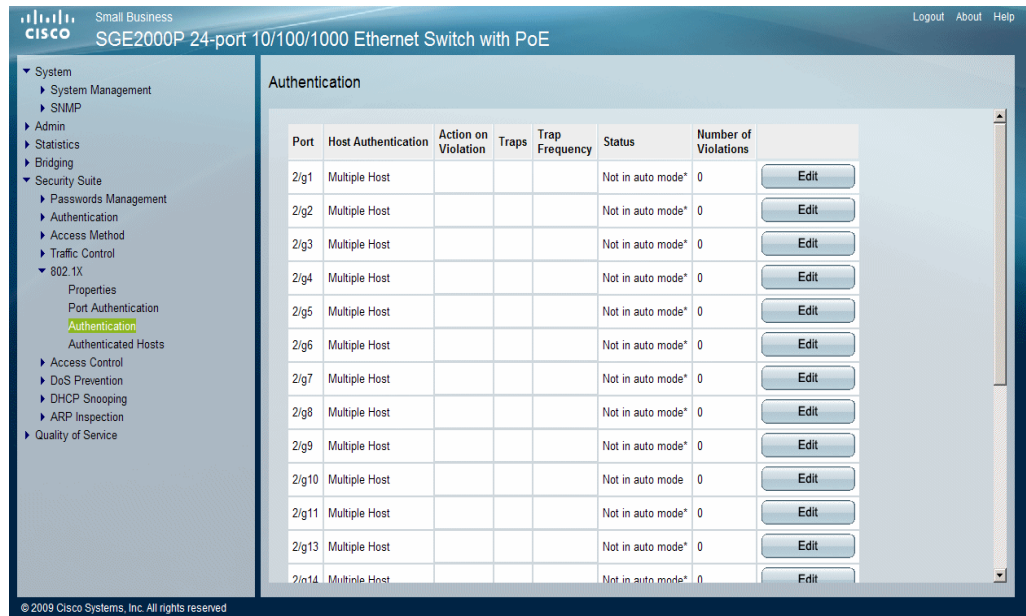 Small Business
Logout About Help
CISCO
SGE2000P 24-port 10/100/1000 Ethernet Switch with PoE
System
System Management
SNMP
Admin
Statistics
Bridging
Security Suite
Passwords Management
Authentication
Access Method
Traffic Control
802.1X
Properties
Port Authentication
Authentication
Authenticated Hosts
Access Control
DoS Prevention
DHCP Snooping
ARP Inspection
Quality of Service
Authentication
Port Host Authentication Action on Violation Traps Trap Frequency Status Number of Violations
2/g1 Multiple Host Not in auto mode* 0 Edit
2/g2 Multiple Host Not in auto mode* 0 Edit
2/g3 Multiple Host Not in auto mode* 0 Edit
2/g4 Multiple Host Not in auto mode* 0 Edit
2/g5 Multiple Host Not in auto mode* 0 Edit
2/g6 Multiple Host Not in auto mode* 0 Edit
2/g7 Multiple Host Not in auto mode* 0 Edit
2/g8 Multiple Host Not in auto mode* 0 Edit
2/g9 Multiple Host Not in auto mode* 0 Edit
2/g10 Multiple Host Not in auto mode 0 Edit
2/g11 Multiple Host Not in auto mode* 0 Edit
2/g13 Multiple Host Not in auto mode* 0 Edit
2/g14 Multiple Host Not in auto mode* 0 Edit
© 2009 Cisco Systems, Inc. All rights reserved